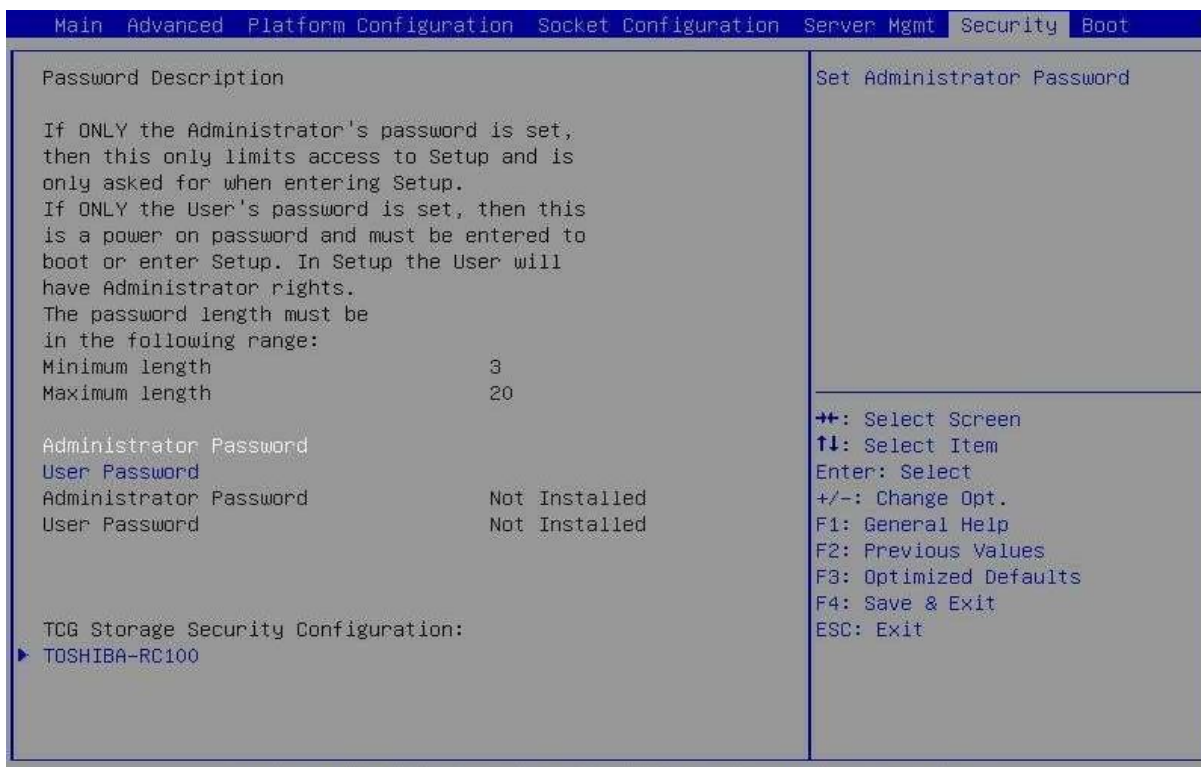 Main Advanced Platform Configuration Socket Configuration Server Mgmt Security Boot
Password Description
If ONLY the Administrator's password is set,
then this only limits access to Setup and is
only asked for when entering Setup.
If ONLY the User's password is set, then this
is a power on password and must be entered to
boot or enter Setup. In Setup the User will
have Administrator rights.
The password length must be
in the following range:
Minimum length 3
Maximum length 20
Administrator Password
User Password
Administrator Password Not Installed
User Password Not Installed
TCG Storage Security Configuration:
TOSHIBA-RC100
Set Administrator Password
→←: Select Screen
↑↓: Select Item
Enter: Select
+/-: Change Opt.
F1: General Help
F2: Previous Values
F3: Optimized Defaults
F4: Save & Exit
ESC: Exit